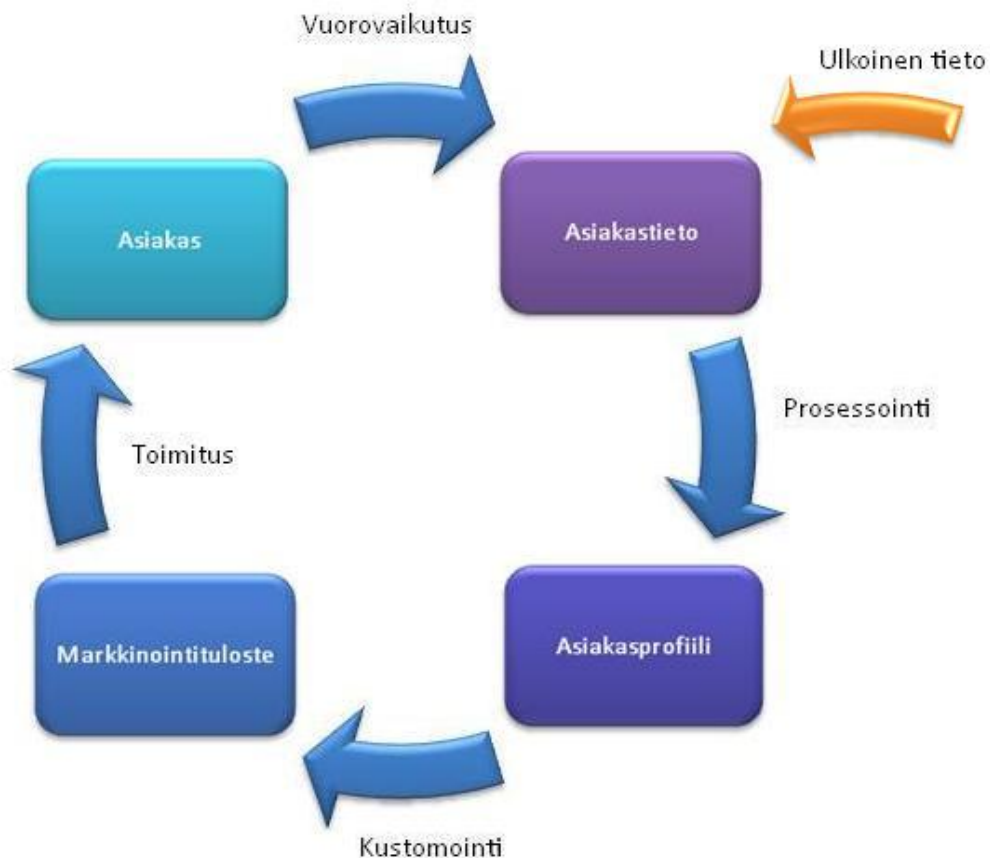 Vuorovaikutus
Ulkoinen tieto
Asiakas
Asiakastieto
Prosessointi
Toimitus
Markkinointituloste
Asiakasprofiili
Kustomointi